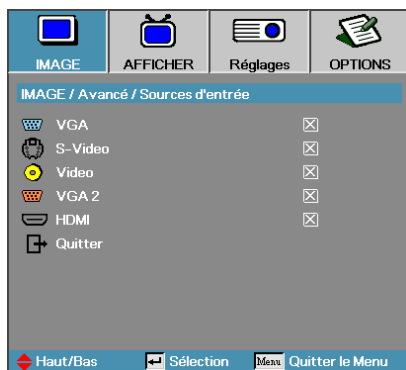 IMAGE AFFICHER Réglages OPTIONS
IMAGE / Avancé / Sources d'entrée
VGA
S-Video
Video
VGA 2
HDMI
Quitter
Haut/Bas Sélection Menu Quitter le Menu